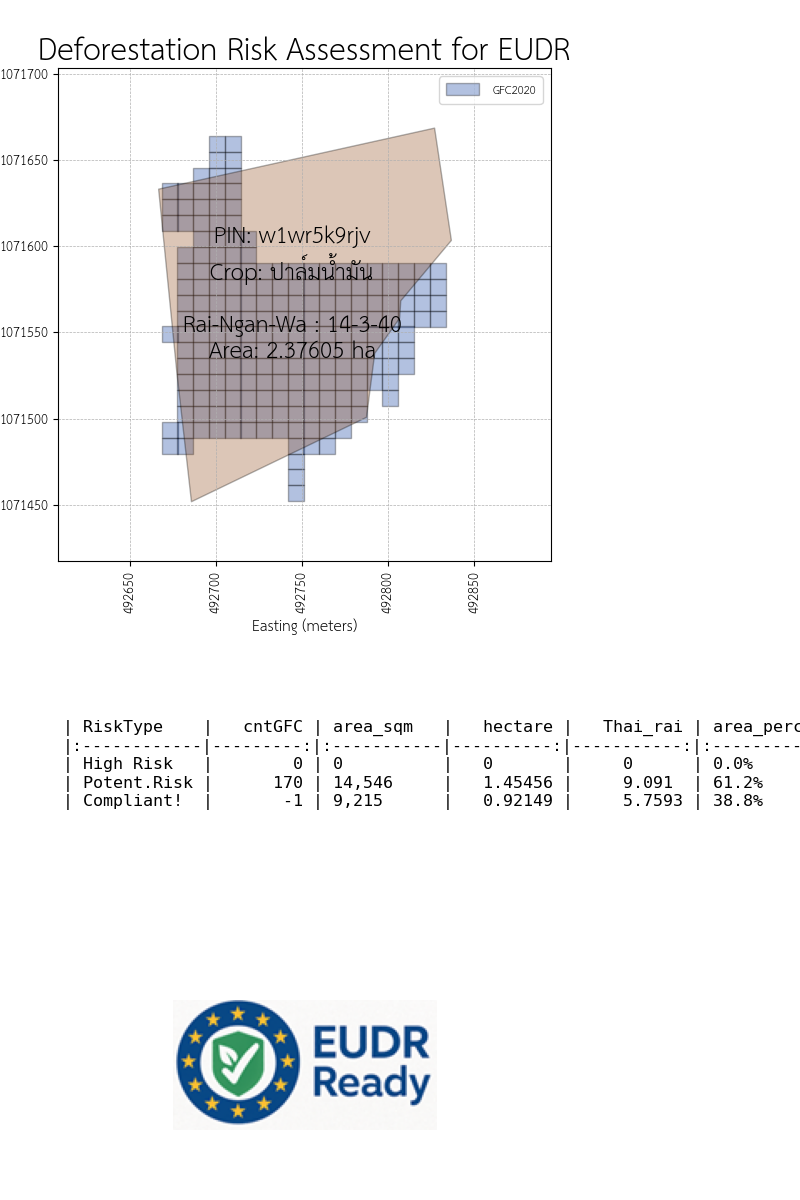 Deforestation Risk Assessment for EUDR
1071700
1071650
1071600
1071550
1071500
1071450
GFC2020
PIN: w1wr5k9rjv
Crop: ปาล์มน้ำมัน
Rai-Ngan-Wa : 14-3-40
Area: 2.37605 ha
492650
492700
492750
492800
492850
Easting (meters)
| RiskType    |   cntGFC | area_sqm   |   hectare |   Thai_rai | area_perc
|:------------|---------:|:-----------|----------:|-----------:|:---------
| High Risk   |        0 | 0          |   0       |     0      | 0.0%
| Potent.Risk |      170 | 14,546     |   1.45456 |     9.091  | 61.2%
| Compliant!  |       -1 | 9,215      |   0.92149 |     5.7593 | 38.8%
EUDR
Ready